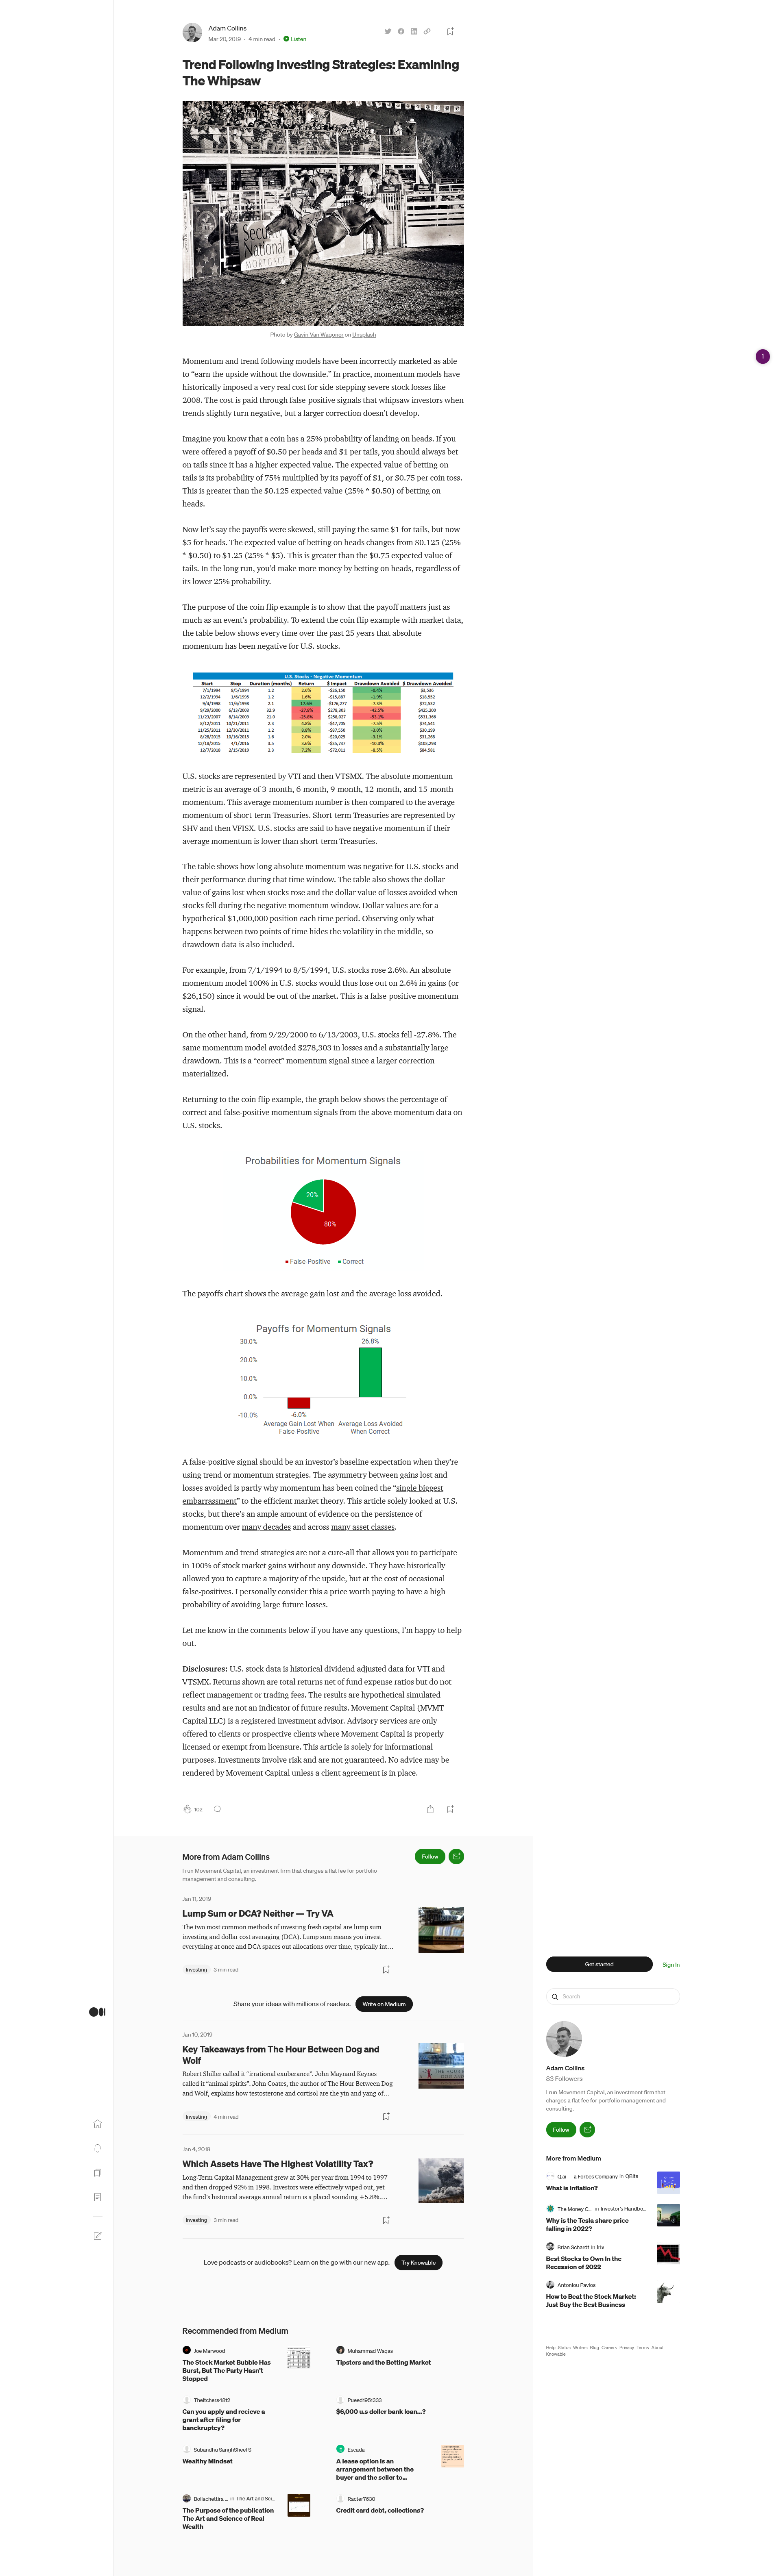 Adam Collins
Mar 20, 2019 · 4 min read · Listen
Trend Following Investing Strategies: Examining
The Whipsaw
Security
National
MORTGAGE
Photo by Gavin Van Wagoner on Unsplash
Momentum and trend following models have been incorrectly marketed as able
to “earn the upside without the downside.” In practice, momentum models have
historically imposed a very real cost for side-stepping severe stock losses like
2008. The cost is paid through false-positive signals that whipsaw investors when
trends slightly turn negative, but a larger correction doesn’t develop.
Imagine you know that a coin has a 25% probability of landing on heads. If you
were offered a payoff of $0.50 per heads and $1 per tails, you should always bet
on tails since it has a higher expected value. The expected value of betting on
tails is its probability of 75% multiplied by its payoff of $1, or $0.75 per coin toss.
This is greater than the $0.125 expected value (25% * $0.50) of betting on
heads.
Now let’s say the payoffs were skewed, still paying the same $1 for tails, but now
$5 for heads. The expected value of betting on heads changes from $0.125 (25%
* $0.50) to $1.25 (25% * $5). This is greater than the $0.75 expected value of
tails. In the long run, you’d make more money by betting on heads, regardless of
its lower 25% probability.
The purpose of the coin flip example is to show that the payoff matters just as
much as an event’s probability. To extend the coin flip example with market data,
the table below shows every time over the past 25 years that absolute
momentum has been negative for U.S. stocks.
U.S. Stocks - Negative Momentum
Start Stop Duration (months) Return $ Impact Drawdown Avoided $ Drawdown Avoided
7/1/1994 8/5/1994 1.2 2.6% -$26,150 -0.4% $3,536
12/2/1994 1/6/1995 1.2 1.6% -$15,887 -1.9% $18,552
9/4/1998 11/6/1998 2.1 17.6% -$176,277 -7.3% $72,532
9/29/2000 6/13/2003 32.9 -27.8% $278,303 -42.5% $425,200
11/23/2007 8/14/2009 21.0 -25.8% $258,027 -53.1% $531,366
8/12/2011 10/21/2011 2.3 4.8% -$47,705 -7.5% $74,541
11/25/2011 12/30/2011 1.2 8.8% -$87,550 -3.0% $30,199
8/28/2015 10/16/2015 1.6 2.0% -$20,025 -3.1% $31,268
12/18/2015 4/1/2016 3.5 3.6% -$35,737 -10.3% $103,298
12/7/2018 2/15/2019 2.3 7.2% -$72,011 -8.5% $84,581
U.S. stocks are represented by VTI and then VTSMX. The absolute momentum
metric is an average of 3-month, 6-month, 9-month, 12-month, and 15-month
momentum. This average momentum number is then compared to the average
momentum of short-term Treasuries. Short-term Treasuries are represented by
SHV and then VFISX. U.S. stocks are said to have negative momentum if their
average momentum is lower than short-term Treasuries.
The table shows how long absolute momentum was negative for U.S. stocks and
their performance during that time window. The table also shows the dollar
value of gains lost when stocks rose and the dollar value of losses avoided when
stocks fell during the negative momentum window. Dollar values are for a
hypothetical $1,000,000 position each time period. Observing only what
happens between two points of time hides the volatility in the middle, so
drawdown data is also included.
For example, from 7/1/1994 to 8/5/1994, U.S. stocks rose 2.6%. An absolute
momentum model 100% in U.S. stocks would thus lose out on 2.6% in gains (or
$26,150) since it would be out of the market. This is a false-positive momentum
signal.
On the other hand, from 9/29/2000 to 6/13/2003, U.S. stocks fell -27.8%. The
same momentum model avoided $278,303 in losses and a substantially large
drawdown. This is a “correct” momentum signal since a larger correction
materialized.
Returning to the coin flip example, the graph below shows the percentage of
correct and false-positive momentum signals from the above momentum data on
U.S. stocks.
Probabilities for Momentum Signals
20%
80%
False-Positive Correct
The payoffs chart shows the average gain lost and the average loss avoided.
Payoffs for Momentum Signals
30.0% 26.8%
20.0%
10.0%
0.0%
-10.0% -6.0%
Average Gain Lost When Average Loss Avoided
False-Positive When Correct
A false-positive signal should be an investor’s baseline expectation when they’re
using trend or momentum strategies. The asymmetry between gains lost and
losses avoided is partly why momentum has been coined the “single biggest
embarrassment” to the efficient market theory. This article solely looked at U.S.
stocks, but there’s an ample amount of evidence on the persistence of
momentum over many decades and across many asset classes.
Momentum and trend strategies are not a cure-all that allows you to participate
in 100% of stock market gains without any downside. They have historically
allowed you to capture a majority of the upside, but at the cost of occasional
false-positives. I personally consider this a price worth paying to have a high
probability of avoiding large future losses.
Let me know in the comments below if you have any questions, I’m happy to help
out.
Disclosures: U.S. stock data is historical dividend adjusted data for VTI and
VTSMX. Returns shown are total returns net of fund expense ratios but do not
reflect management or trading fees. The results are hypothetical simulated
results and are not an indicator of future results. Movement Capital (MVMT
Capital LLC) is a registered investment advisor. Advisory services are only
offered to clients or prospective clients where Movement Capital is properly
licensed or exempt from licensure. This article is solely for informational
purposes. Investments involve risk and are not guaranteed. No advice may be
rendered by Movement Capital unless a client agreement is in place.
102
More from Adam Collins
Follow
I run Movement Capital, an investment firm that charges a flat fee for portfolio
management and consulting.
Jan 11, 2019
Lump Sum or DCA? Neither — Try VA
The two most common methods of investing fresh capital are lump sum
investing and dollar cost averaging (DCA). Lump sum means you invest
everything at once and DCA spaces out allocations over time, typically int…
Investing 3 min read
Share your ideas with millions of readers. Write on Medium
Jan 10, 2019
Key Takeaways from The Hour Between Dog and
Wolf
Robert Shiller called it “irrational exuberance”. John Maynard Keynes
called it “animal spirits”. John Coates, the author of The Hour Between Dog
and Wolf, explains how testosterone and cortisol are the yin and yang of…
Investing 4 min read
Jan 4, 2019
Which Assets Have The Highest Volatility Tax?
Long-Term Capital Management grew at 30% per year from 1994 to 1997
and then dropped 92% in 1998. Investors were effectively wiped out, yet
the fund’s historical average annual return is a placid sounding +5.8%.…
Investing 3 min read
Love podcasts or audiobooks? Learn on the go with our new app. Try Knowable
Recommended from Medium
Joe Marwood
The Stock Market Bubble Has
Burst, But The Party Hasn’t
Stopped
Muhammad Waqas
Tipsters and the Betting Market
Theitchers4812
Can you apply and recieve a
grant after filing for
banckruptcy?
Pueed1951033
$6,000 u.s doller bank loan…?
Subandhu SanghSheel S
Wealthy Mindset
Escada
A lease option is an
arrangement between the
buyer and the seller to…
Bollachettira … in The Art and Sci…
The Purpose of the publication
The Art and Science of Real
Wealth
Racfer7630
Credit card debt, collections?
1
Get started Sign In
Search
Adam Collins
83 Followers
I run Movement Capital, an investment firm that
charges a flat fee for portfolio management and
consulting.
Follow
More from Medium
Q.ai — a Forbes Company in QBits
What is Inflation?
The Money C… in Investor’s Handbo…
Why is the Tesla share price
falling in 2022?
Brian Schardt in Iris
Best Stocks to Own In the
Recession of 2022
Antoniou Pavlos
How to Beat the Stock Market:
Just Buy the Best Business
Help Status Writers Blog Careers Privacy Terms About
Knowable